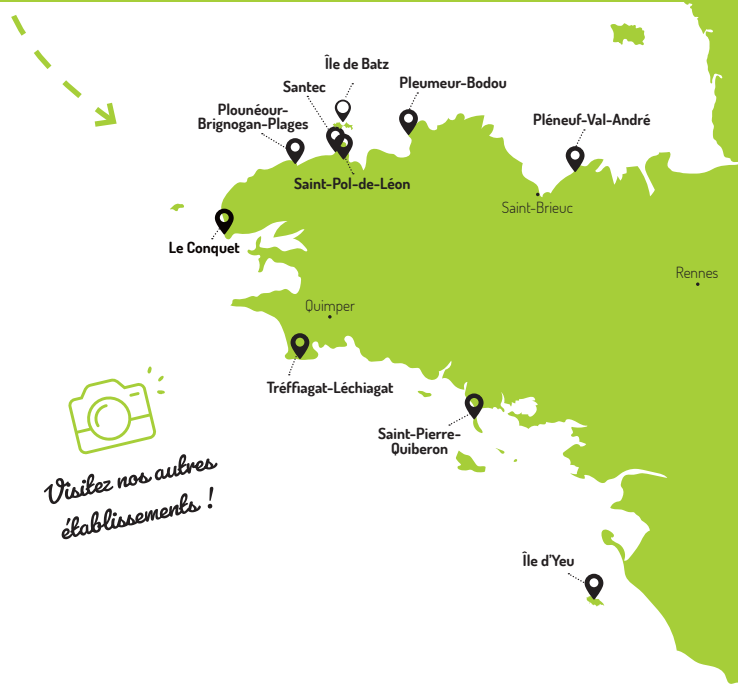 Île de Batz
Santec
Pleumeur-Bodou
Plounéour-
Brignogan-Plages
Pléneuf-Val-André
Saint-Pol-de-Léon
Saint-Brieuc
Le Conquet
Rennes
Quimper
Tréffiagat-Léchiagat
Saint-Pierre-
Quiberon
Visitez nos autres
établissements !
Île d'Yeu